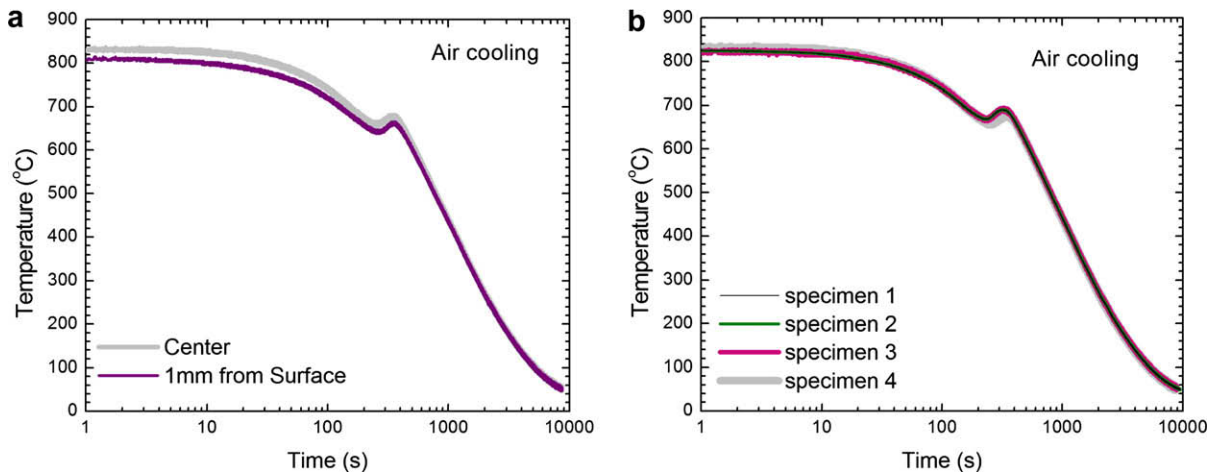 a
Air cooling
Temperature (°C)
900
800
700
600
500
400
300
200
100
0
Center
1mm from Surface
1
10
100
1000
10000
Time (s)
b
Air cooling
Temperature (°C)
900
800
700
600
500
400
300
200
100
0
specimen 1
specimen 2
specimen 3
specimen 4
1
10
100
1000
10000
Time (s)